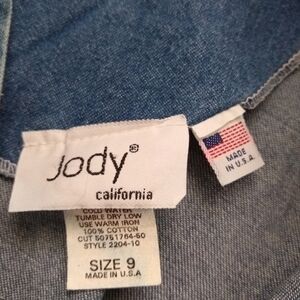 Jody®
california
MADE
IN U.S.A.
COLD WATER
TUMBLE DRY LOW
USE WARM IRON
100% COTTON
CUT 50751764-50
STYLE 2204-10
SIZE 9
MADE IN U.S.A